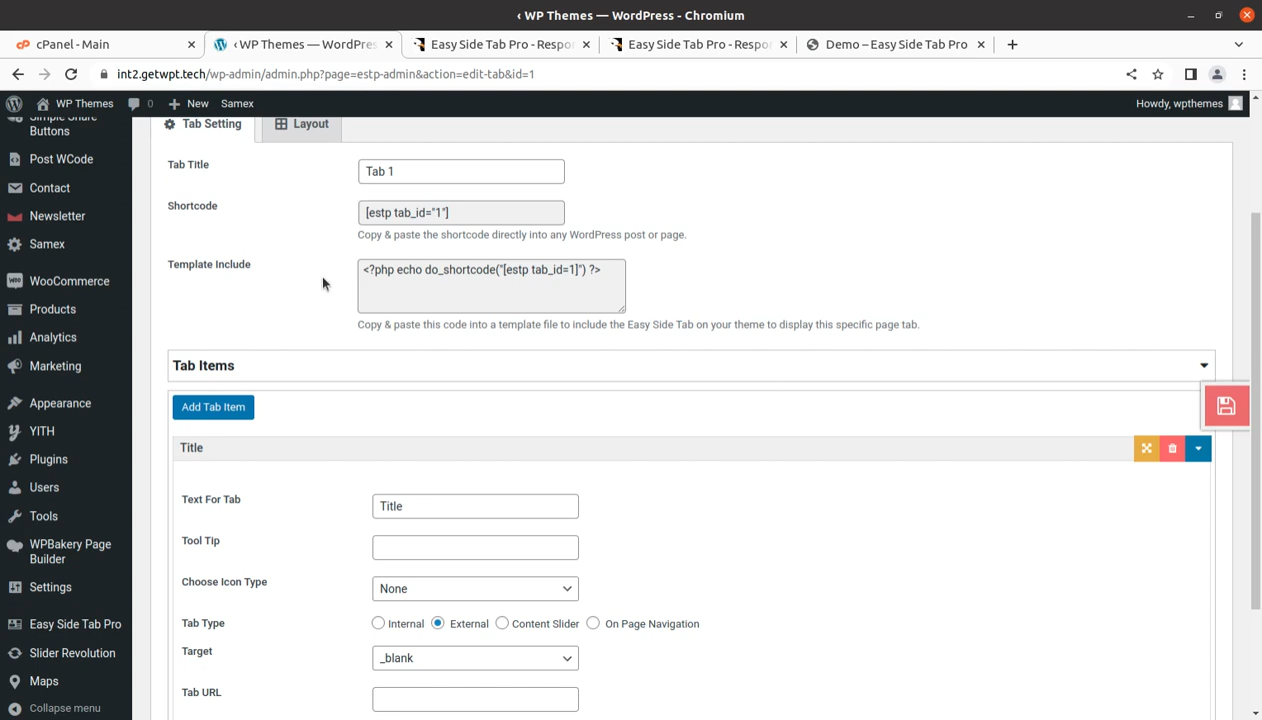 ‹ WP Themes — WordPress - Chromium
cPanel - Main
‹ WP Themes — WordPres
Easy Side Tab Pro - Respor
Easy Side Tab Pro - Respor
Demo – Easy Side Tab Pro
int2.getwpt.tech/wp-admin/admin.php?page=estp-admin&action=edit-tab&id=1
WP Themes
0
New
Samex
Howdy, wpthemes
Simple Share
Buttons
Post WCode
Contact
Newsletter
Samex
WooCommerce
Products
Analytics
Marketing
Appearance
YITH
Plugins
Users
Tools
WPBakery Page
Builder
Settings
Easy Side Tab Pro
Slider Revolution
Maps
Collapse menu
Tab Setting
Layout
Tab Title
Tab 1
Shortcode
[estp tab_id="1"]
Copy & paste the shortcode directly into any WordPress post or page.
Template Include
<?php echo do_shortcode("[estp tab_id=1]") ?>
Copy & paste this code into a template file to include the Easy Side Tab on your theme to display this specific page tab.
Tab Items
Add Tab Item
Title
Text For Tab
Title
Tool Tip
Choose Icon Type
None
Tab Type
Internal
External
Content Slider
On Page Navigation
Target
_blank
Tab URL